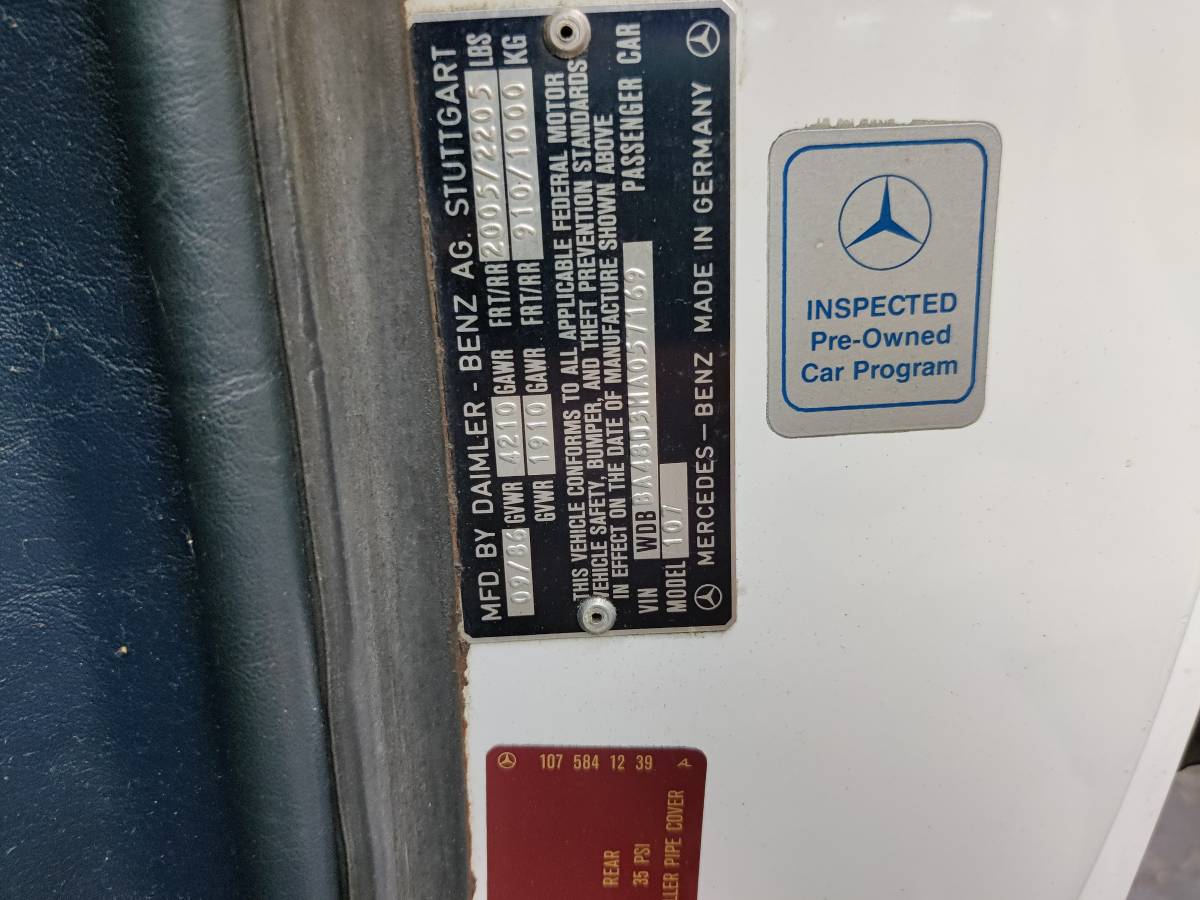 MFD BY DAIMLER - BENZ AG. STUTTGART
09/86 GVWR 4210 GAWR FRT/RR 2005/2205 LBS
GVWR 1910 GAWR FRT/RR 910/1000 KG
THIS VEHICLE CONFORMS TO ALL APPLICABLE FEDERAL MOTOR
VEHICLE SAFETY, BUMPER, AND THEFT PREVENTION STANDARDS
IN EFFECT ON THE DATE OF MANUFACTURE SHOWN ABOVE
VIN WDB BA48D3HA057169 PASSENGER CAR
MODEL 107
MERCEDES-BENZ MADE IN GERMANY
INSPECTED
Pre-Owned
Car Program
107 584 12 39 A
REAR
35 PSI
LLER PIPE COVER